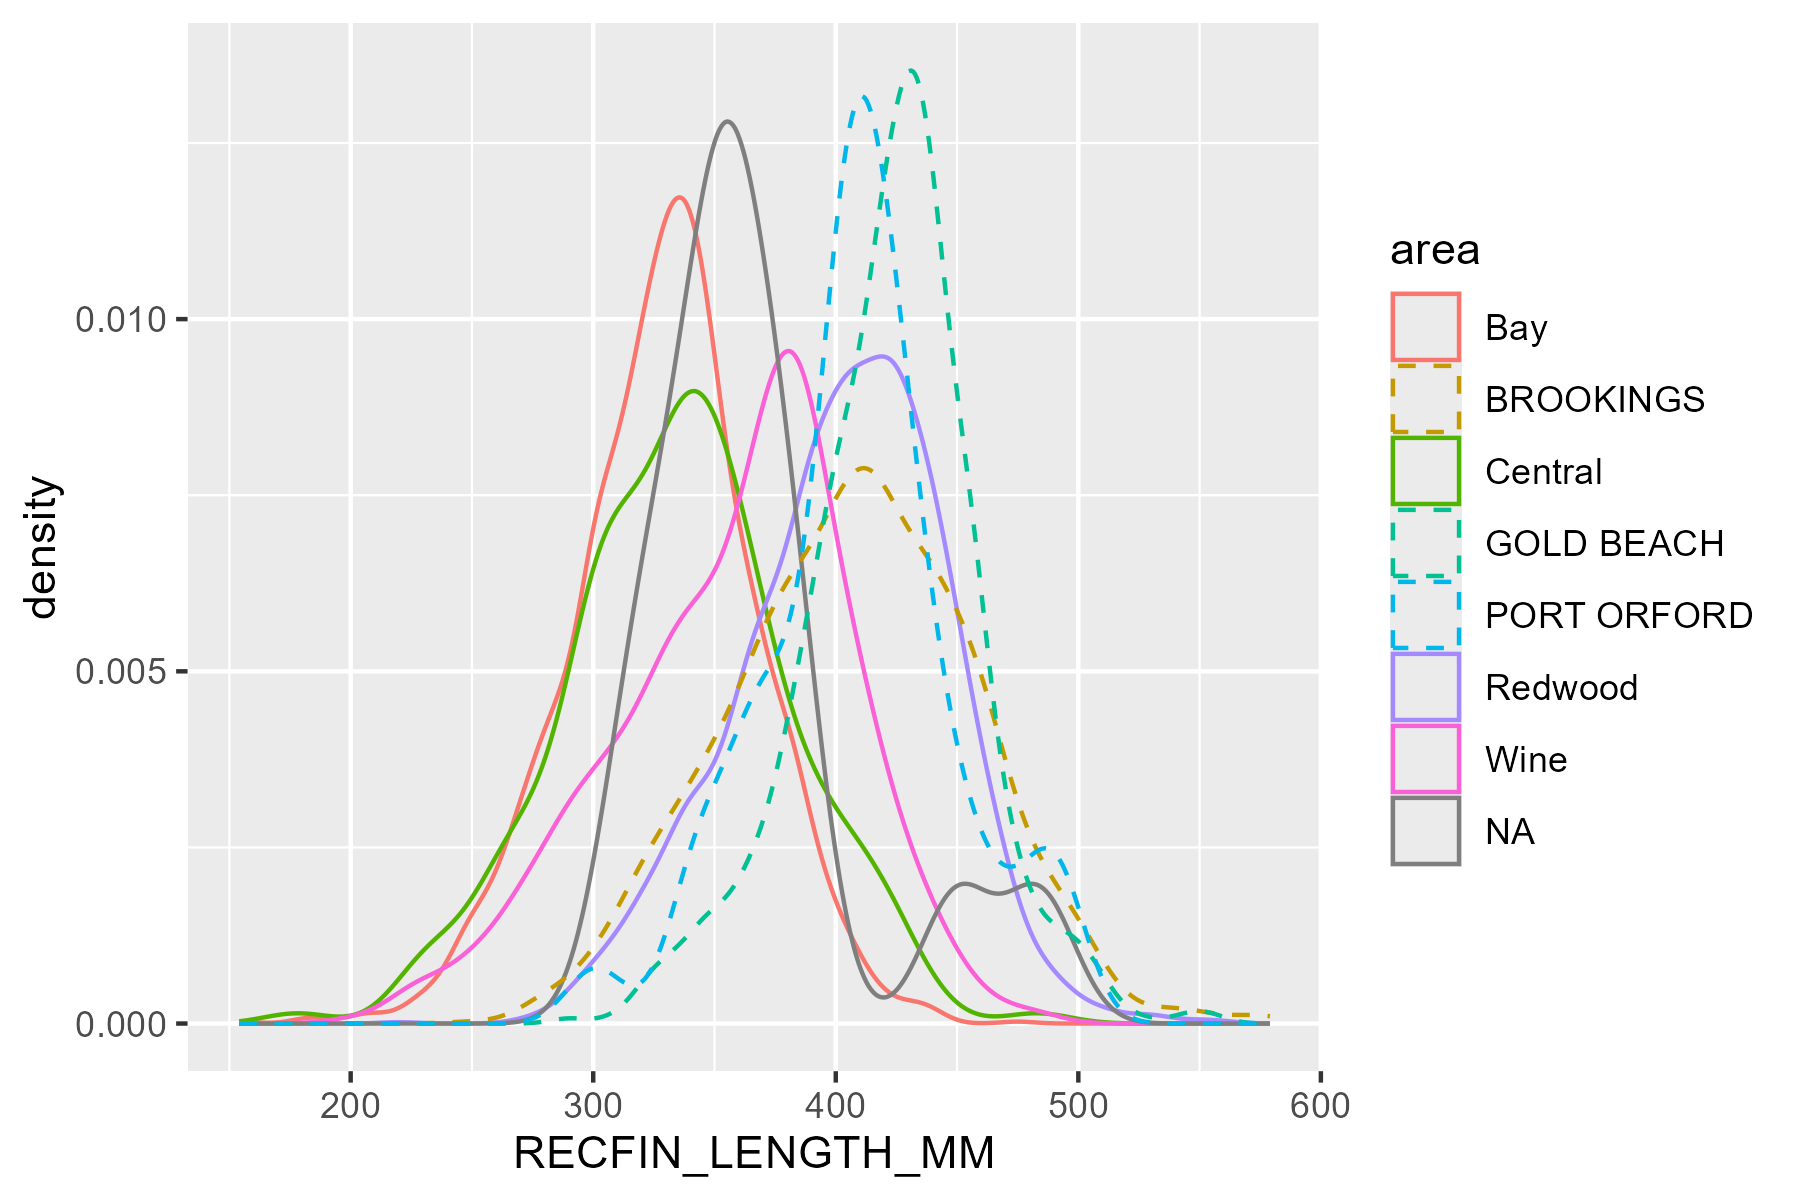 density
0.010
0.005
0.000
200
300
400
500
600
RECFIN_LENGTH_MM
area
Bay
BROOKINGS
Central
GOLD BEACH
PORT ORFORD
Redwood
Wine
NA